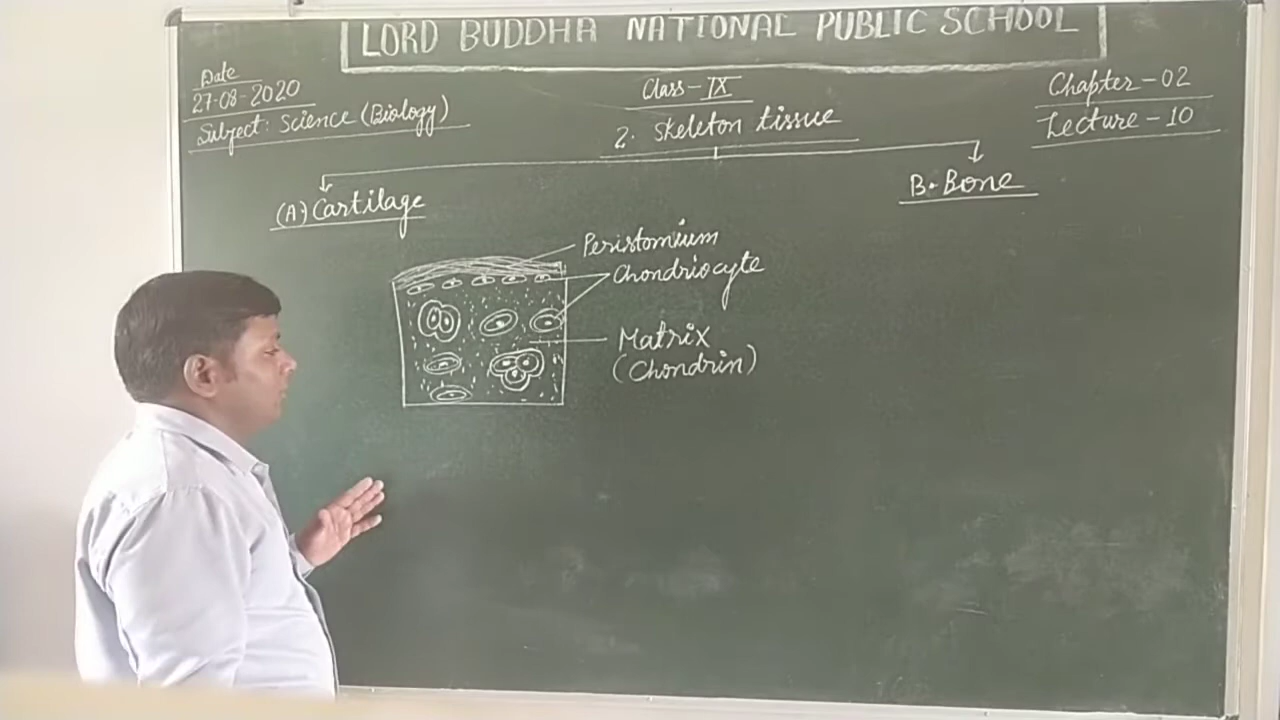 LORD BUDDHA NATIONAL PUBLIC SCHOOL
Date
27-08-2020
Subject: Science (Biology)
Class - IX
2. Skeleton tissue
Chapter - 02
Lecture - 10
(A) Cartilage
B. Bone
Peristomium
Chondriocyte
Matrix
(Chondrin)